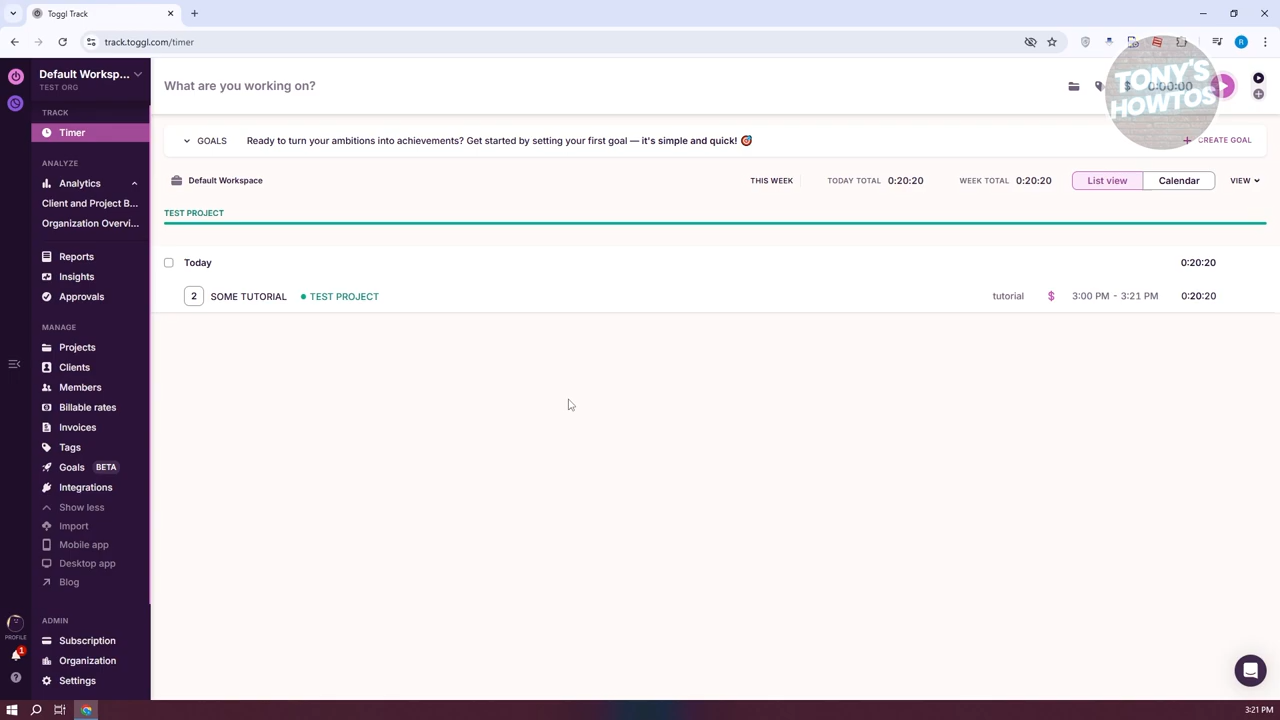 Toggl Track
track.toggl.com/timer
R
Default Worksp...
TEST ORG
What are you working on?
$ 0:00:00
TONY'S
HOWTOS
TRACK
Timer
GOALS Ready to turn your ambitions into achievements? Get started by setting your first goal — it's simple and quick!
CREATE GOAL
ANALYZE
Analytics
Client and Project B...
Organization Overvi...
Default Workspace
THIS WEEK TODAY TOTAL 0:20:20 WEEK TOTAL 0:20:20 List view Calendar VIEW
TEST PROJECT
Today 0:20:20
2 SOME TUTORIAL TEST PROJECT tutorial $ 3:00 PM - 3:21 PM 0:20:20
Reports
Insights
Approvals
MANAGE
Projects
Clients
Members
Billable rates
Invoices
Tags
Goals BETA
Integrations
Show less
Import
Mobile app
Desktop app
Blog
ADMIN
Subscription
Organization
Settings
PROFILE
1
3:21 PM